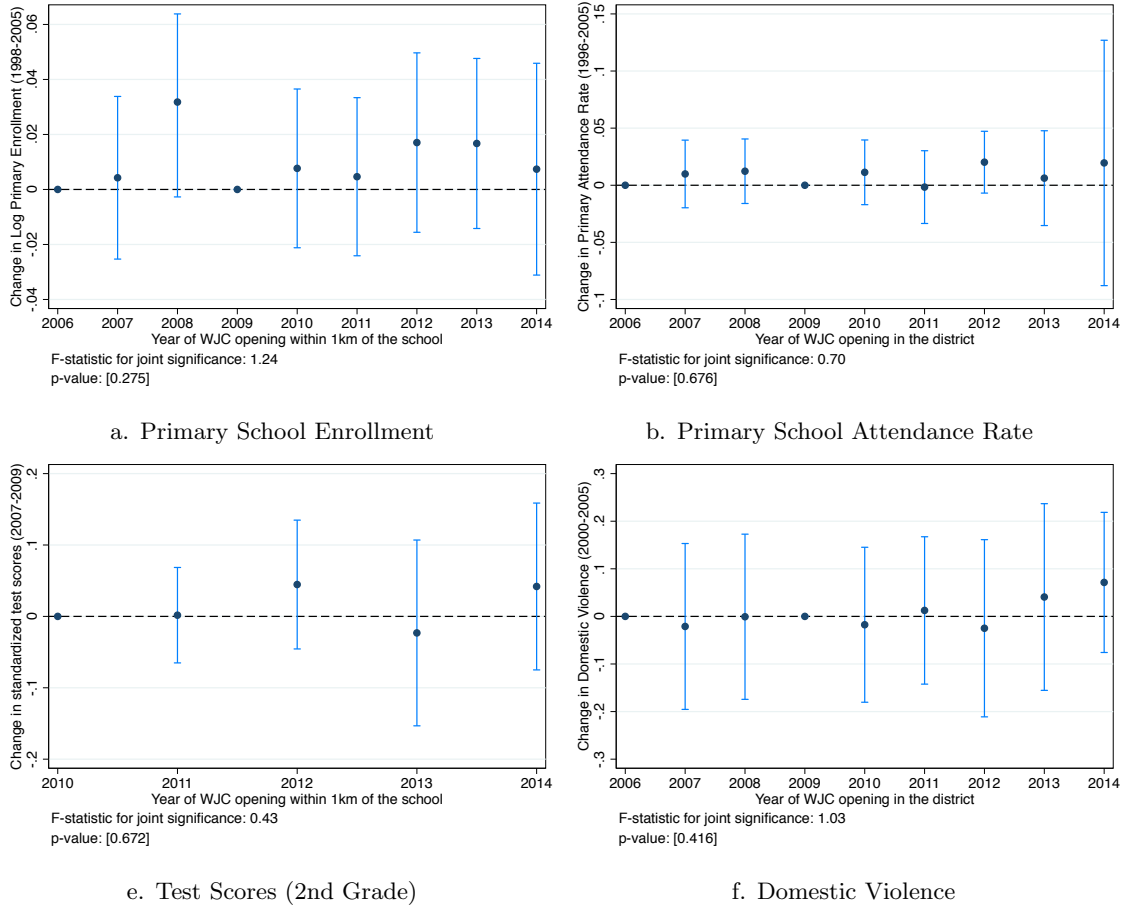 Change in Log Primary Enrollment (1998-2005)
.06
.04
.02
0
-.02
-.04
2006 2007 2008 2009 2010 2011 2012 2013 2014
Year of WJC opening within 1km of the school
F-statistic for joint significance: 1.24
p-value: [0.275]
a. Primary School Enrollment
Change in Primary Attendance Rate (1996-2005)
.15
.1
.05
0
-.05
-.1
2006 2007 2008 2009 2010 2011 2012 2013 2014
Year of WJC opening in the district
F-statistic for joint significance: 0.70
p-value: [0.676]
b. Primary School Attendance Rate
Change in standardized test scores (2007-2009)
.2
.1
0
-.1
-.2
2010 2011 2012 2013 2014
Year of WJC opening within 1km of the school
F-statistic for joint significance: 0.43
p-value: [0.672]
e. Test Scores (2nd Grade)
Change in Domestic Violence (2000-2005)
.3
.2
.1
0
-.1
-.2
-.3
2006 2007 2008 2009 2010 2011 2012 2013 2014
Year of WJC opening in the district
F-statistic for joint significance: 1.03
p-value: [0.416]
f. Domestic Violence